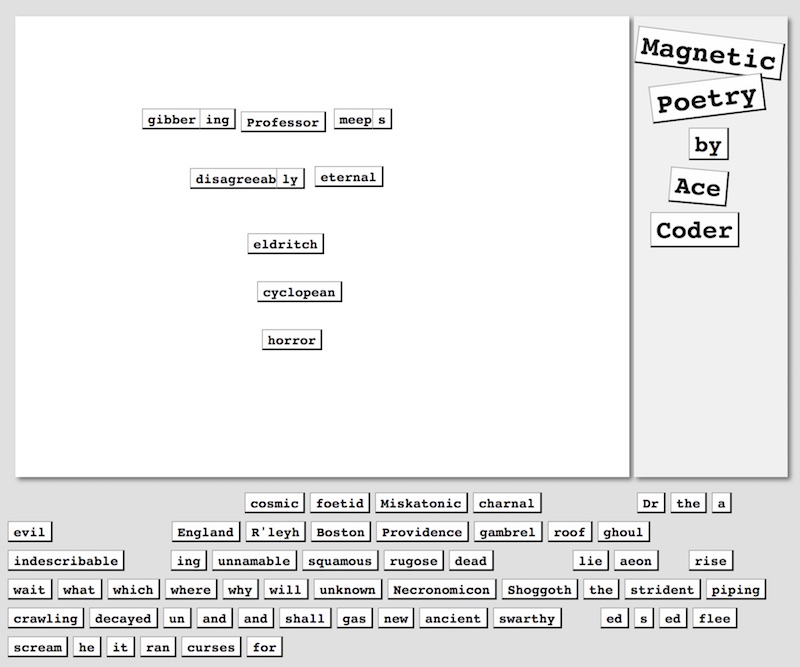 gibber ing Professor meep s
disagreeab ly eternal
eldritch
cyclopean
horror
Magnetic
Poetry
by
Ace
Coder
cosmic foetid Miskatonic charnal Dr the a
evil England R'leyh Boston Providence gambrel roof ghoul
indescribable ing unnamable squamous rugose dead lie aeon rise
wait what which where why will unknown Necronomicon Shoggoth the strident piping
crawling decayed un and and shall gas new ancient swarthy ed s ed flee
scream he it ran curses for